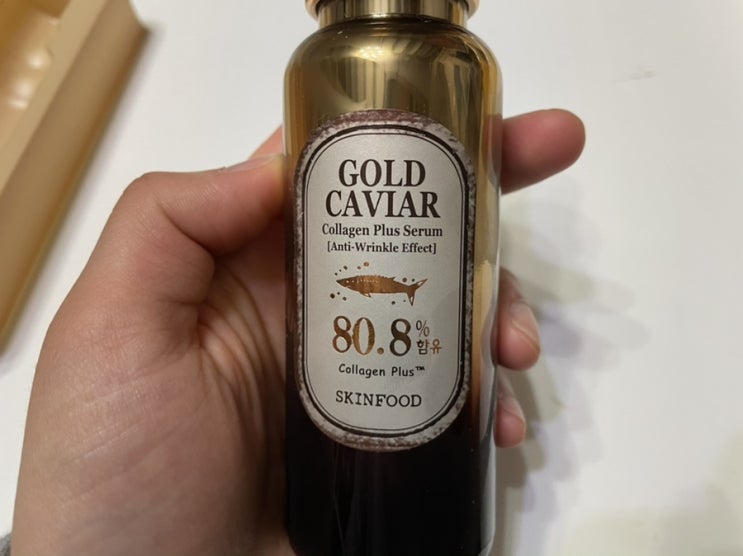 GOLD
CAVIAR
Collagen Plus Serum
[Anti-Wrinkle Effect]
80.8% 함유
Collagen Plus™
SKINFOOD